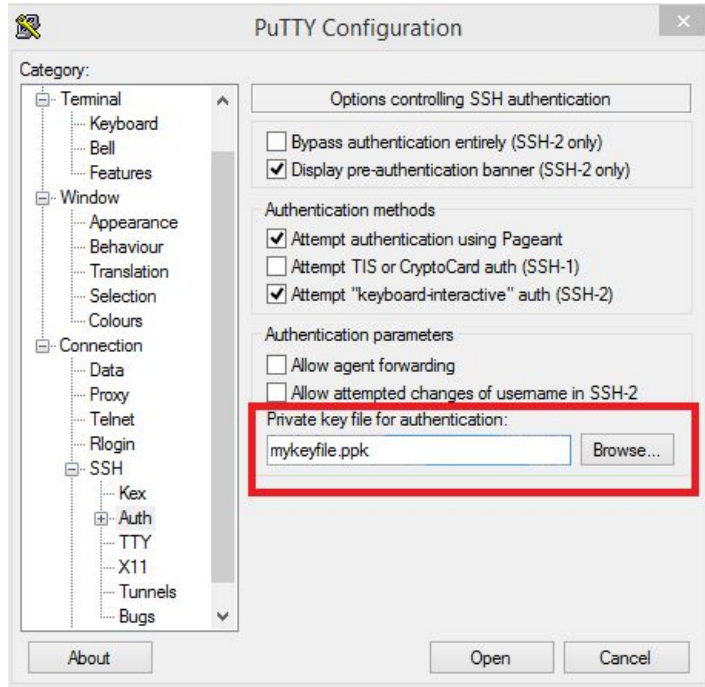 PuTTY Configuration
Category:
Terminal
Keyboard
Bell
Features
Window
Appearance
Behaviour
Translation
Selection
Colours
Connection
Data
Proxy
Telnet
Rlogin
SSH
Kex
Auth
TTY
X11
Tunnels
Bugs
Options controlling SSH authentication
Bypass authentication entirely (SSH-2 only)
Display pre-authentication banner (SSH-2 only)
Authentication methods
Attempt authentication using Pageant
Attempt TIS or CryptoCard auth (SSH-1)
Attempt "keyboard-interactive" auth (SSH-2)
Authentication parameters
Allow agent forwarding
Allow attempted changes of username in SSH-2
Private key file for authentication:
mykeyfile.ppk
Browse...
About
Open
Cancel